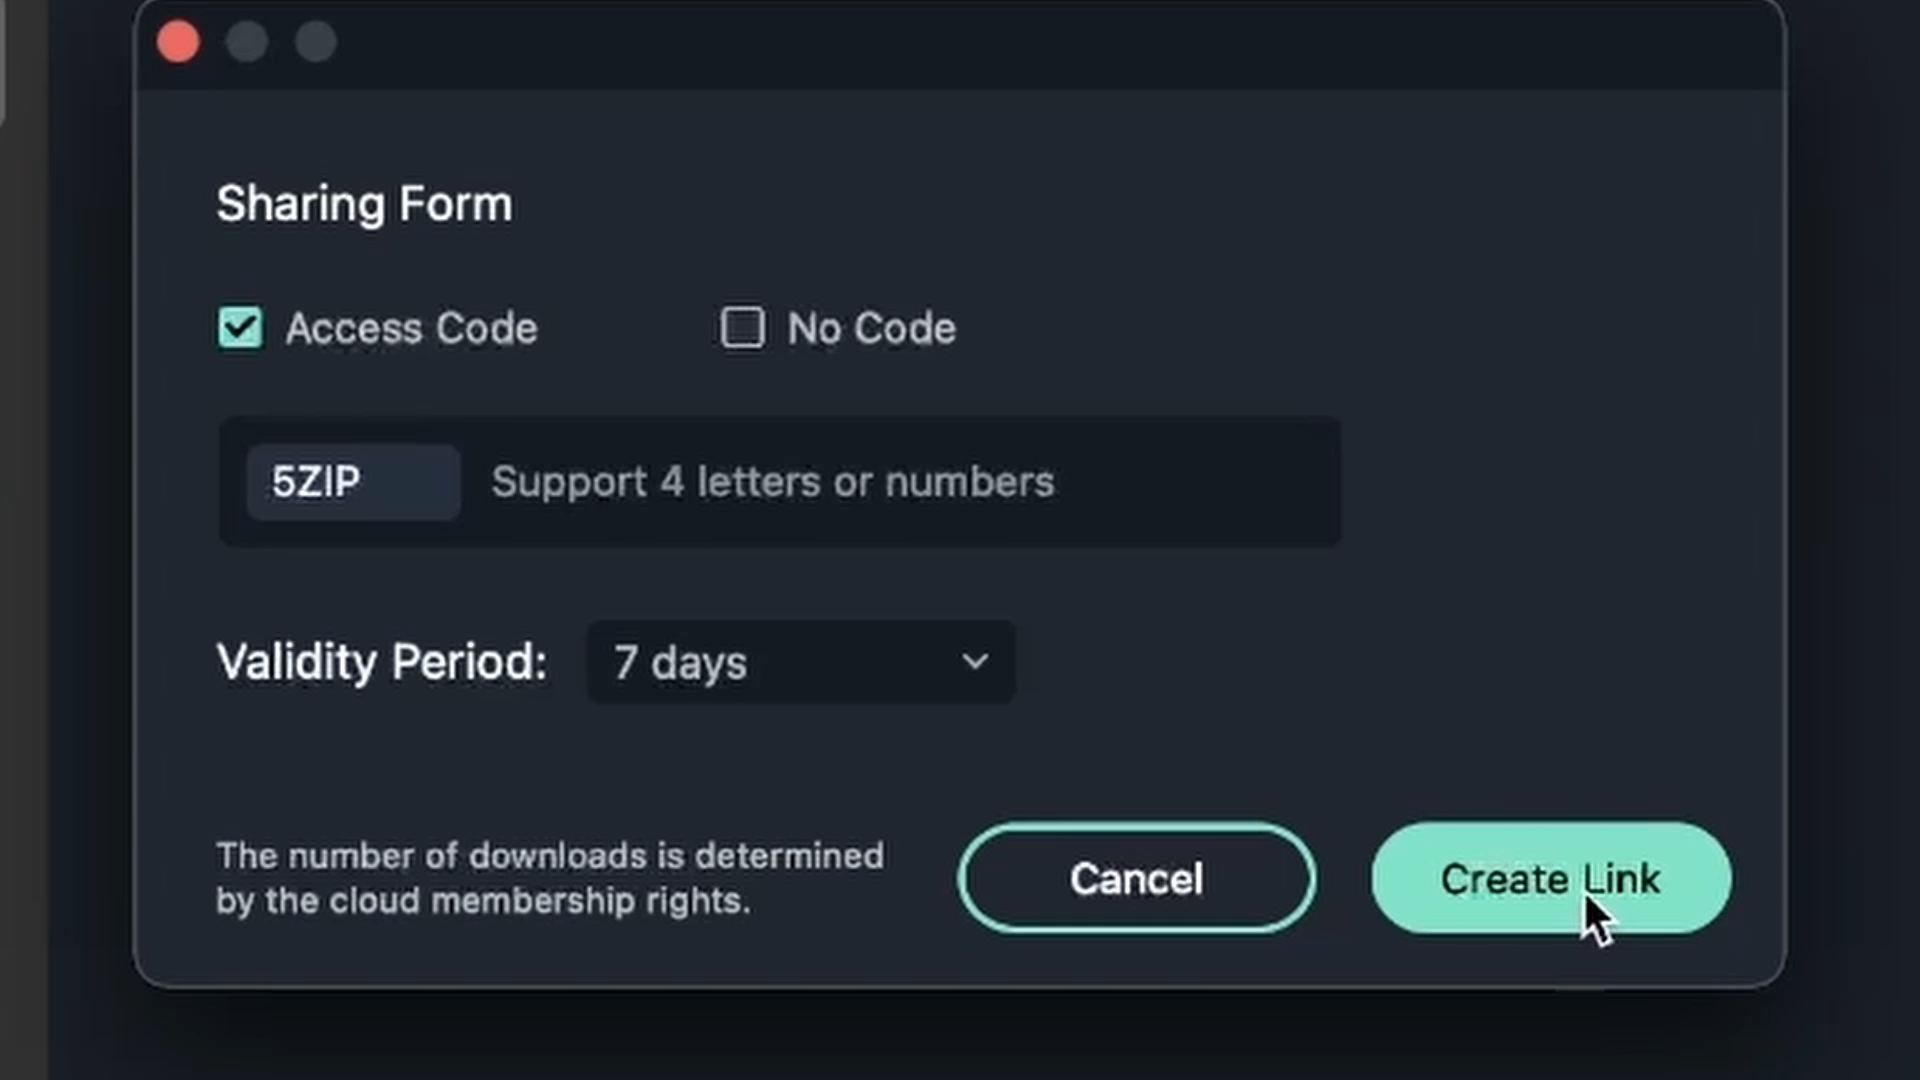 Sharing Form
Access Code
No Code
5ZIP
Support 4 letters or numbers
Validity Period:
7 days
The number of downloads is determined
by the cloud membership rights.
Cancel
Create Link